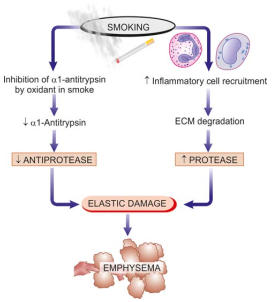 SMOKING
Inhibition of α1-antitrypsin
by oxidant in smoke
↑ Inflammatory cell recruitment
↓ α1-Antitrypsin
ECM degradation
↓ ANTIPROTEASE
↑ PROTEASE
ELASTIC DAMAGE
EMPHYSEMA